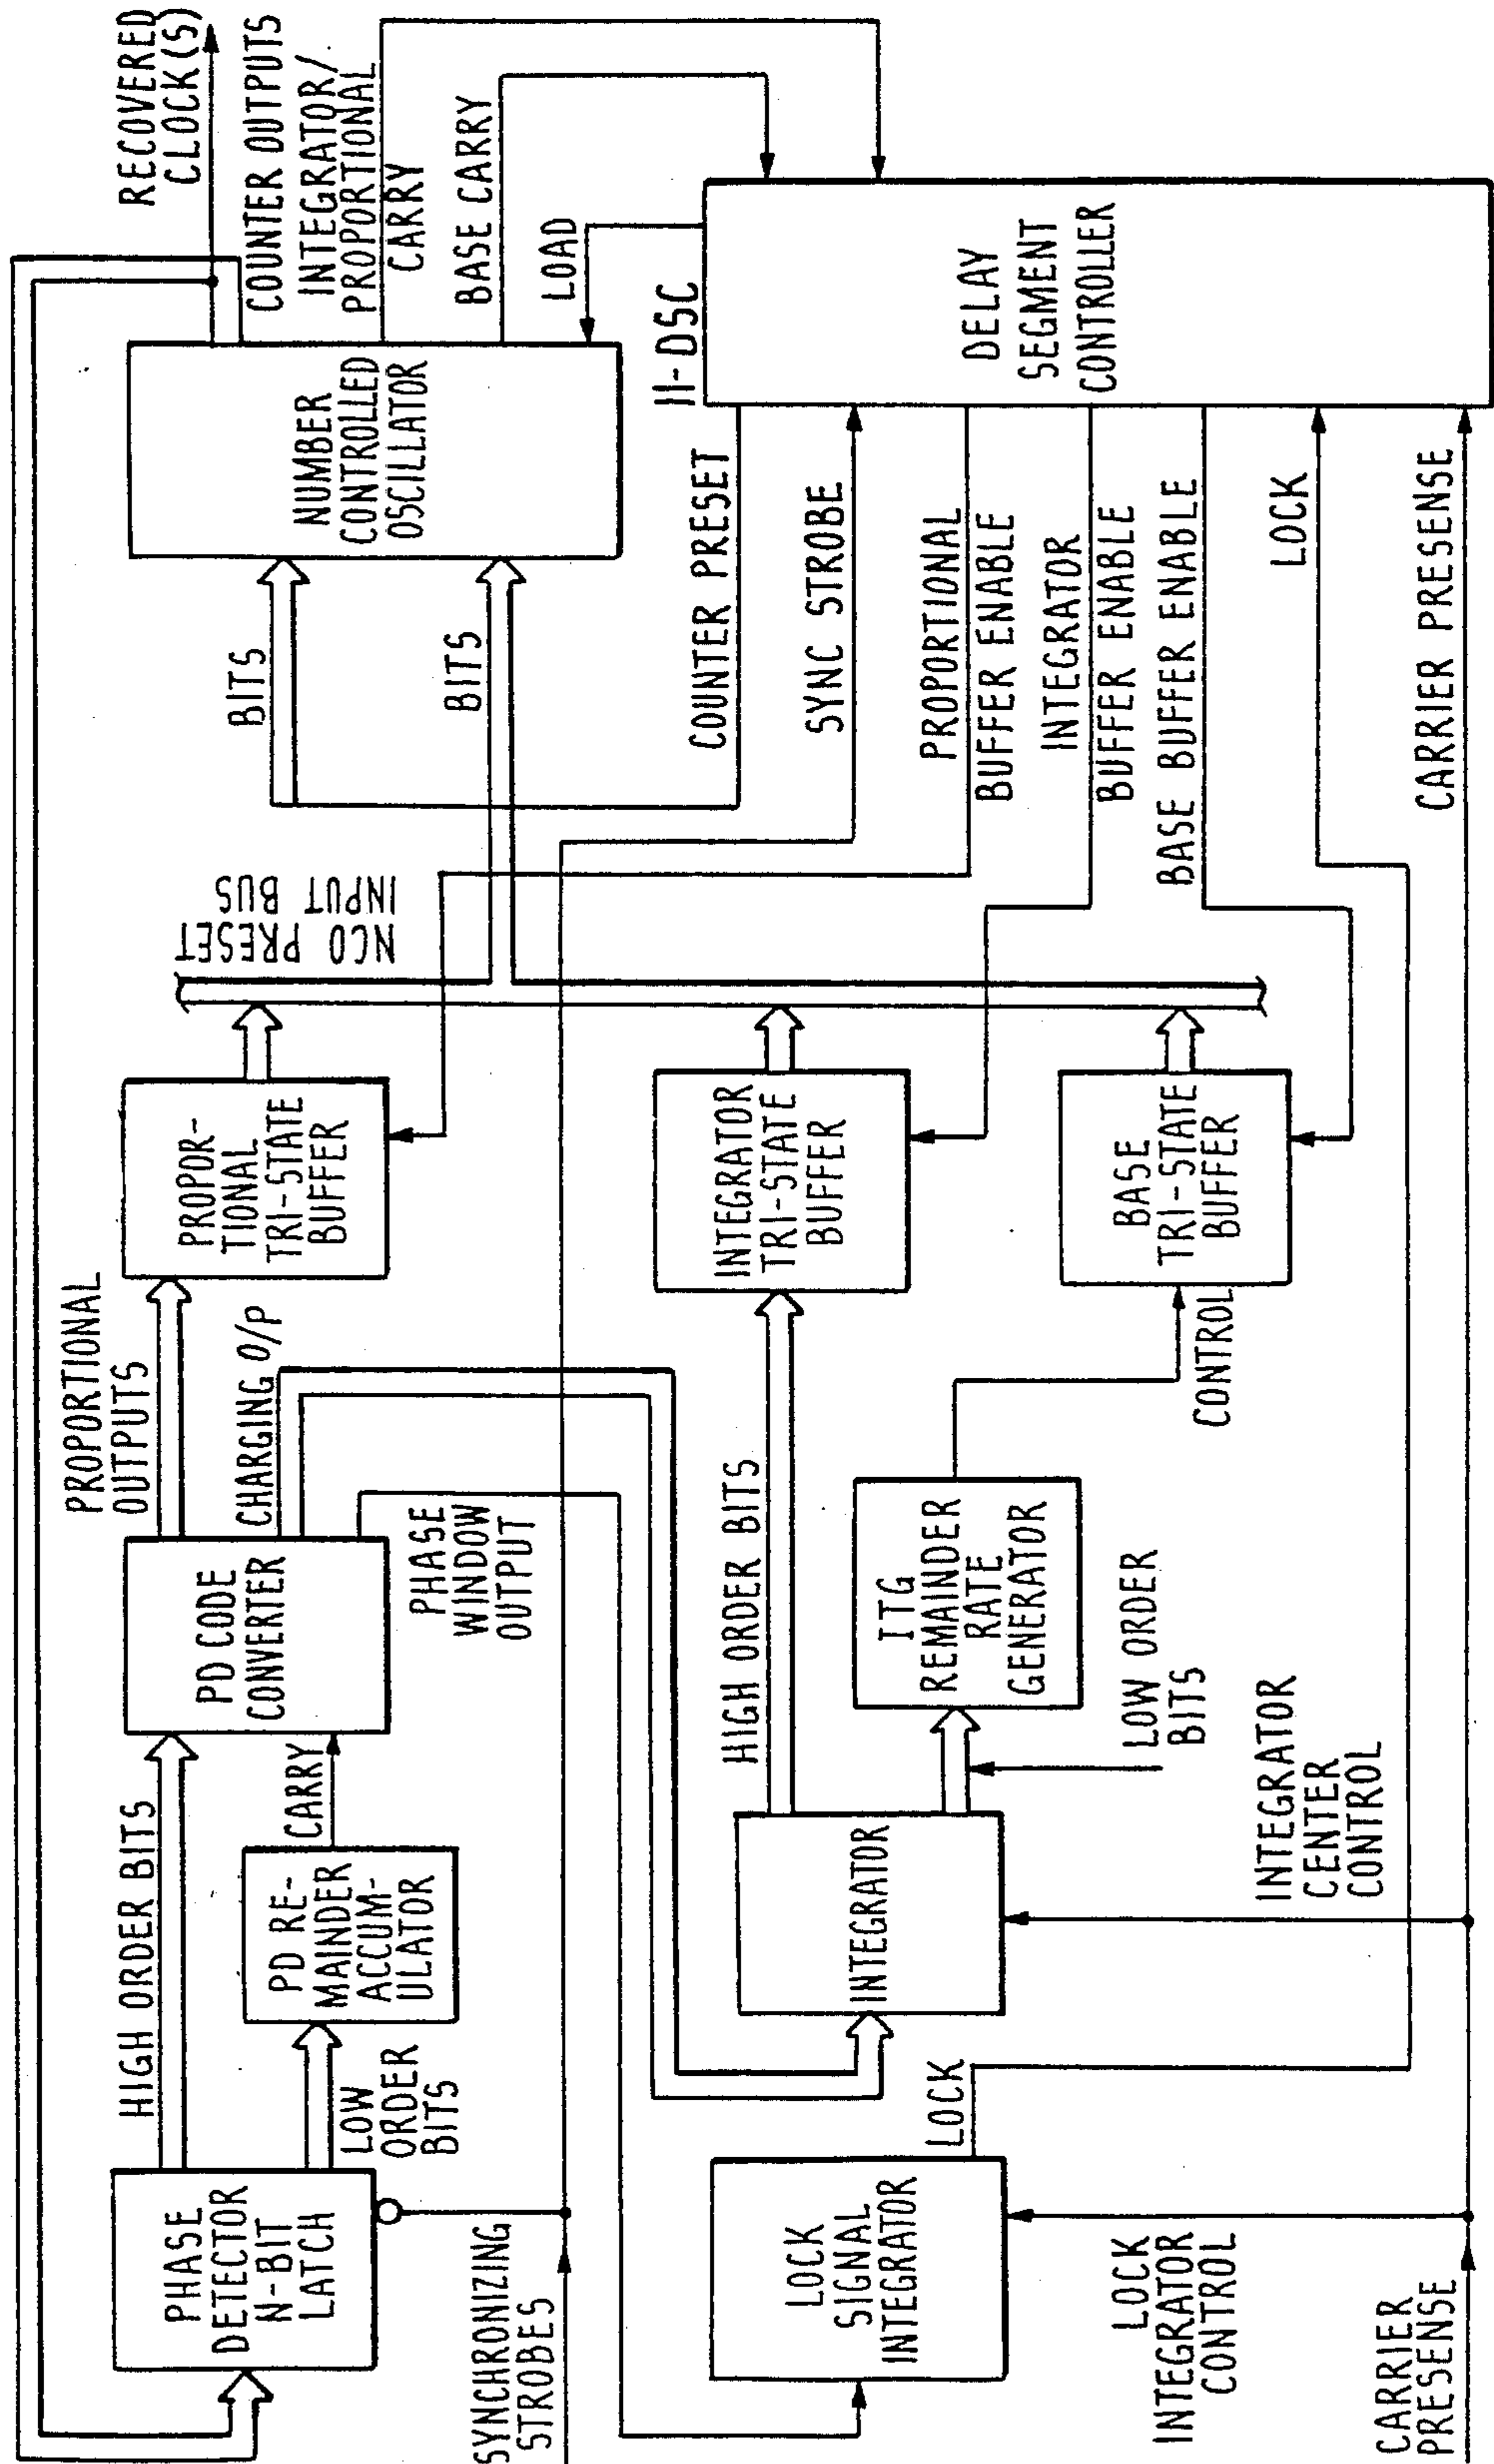 RECOVERED
CLOCK(S)
COUNTER OUTPUTS
INTEGRATOR/
PROPORTIONAL
CARRY
BASE CARRY
LOAD
NUMBER
CONTROLLED
OSCILLATOR
11-DSC
DELAY
SEGMENT
CONTROLLER
BITS
BITS
COUNTER PRESET
SYNC STROBE
PROPORTIONAL
BUFFER ENABLE
INTEGRATOR
BUFFER ENABLE
BASE BUFFER ENABLE
LOCK
CARRIER PRESENSE
NCO PRESET
INPUT BUS
PROPOR-
TIONAL
TRI-STATE
BUFFER
INTEGRATOR
TRI-STATE
BUFFER
BASE
TRI-STATE
BUFFER
CONTROL
PROPORTIONAL
OUTPUTS
CHARGING O/P
PHASE
WINDOW
OUTPUT
PD CODE
CONVERTER
HIGH ORDER BITS
ITG
REMAINDER
RATE
GENERATOR
LOW ORDER
BITS
HIGH ORDER BITS
CARRY
PD RE-
MAINDER
ACCUM-
ULATOR
INTEGRATOR
INTEGRATOR
CENTER
CONTROL
LOW
ORDER
BITS
LOCK
PHASE
DETECTOR
N-BIT
LATCH
SYNCHRONIZING
STROBES
LOCK
SIGNAL
INTEGRATOR
LOCK
INTEGRATOR
CONTROL
CARRIER
PRESENSE